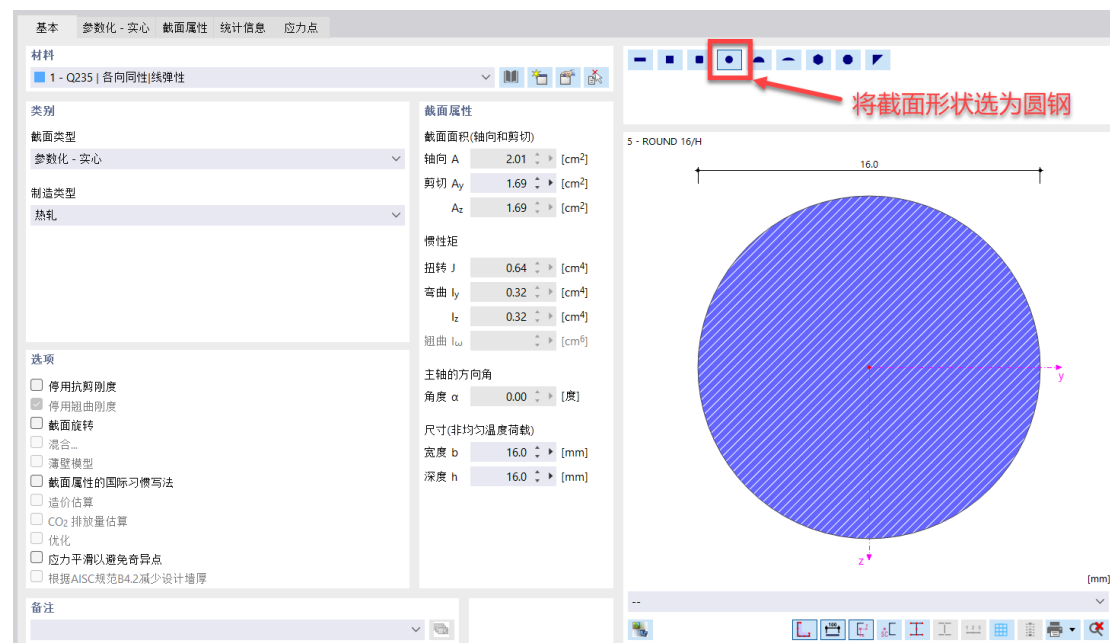 基本 参数化 - 实心 截面属性 统计信息 应力点
材料
1 - Q235 | 各向同性|线弹性
类别
截面类型
参数化 - 实心
制造类型
热轧
选项
停用抗剪刚度
停用翘曲刚度
截面旋转
混合...
薄壁模型
截面属性的国际习惯写法
造价估算
CO2 排放量估算
优化
应力平滑以避免奇异点
根据AISC规范B4.2减少设计墙厚
备注
截面属性
截面面积(轴向和剪切)
轴向 A 2.01 [cm2]
剪切 Ay 1.69 [cm2]
Az 1.69 [cm2]
惯性矩
扭转 J 0.64 [cm4]
弯曲 Iy 0.32 [cm4]
Iz 0.32 [cm4]
翘曲 Iω [cm6]
主轴的方向角
角度 α 0.00 [度]
尺寸(非均匀温度荷载)
宽度 b 16.0 [mm]
深度 h 16.0 [mm]
将截面形状选为圆钢
5 - ROUND 16/H
16.0
y
z
[mm]
--